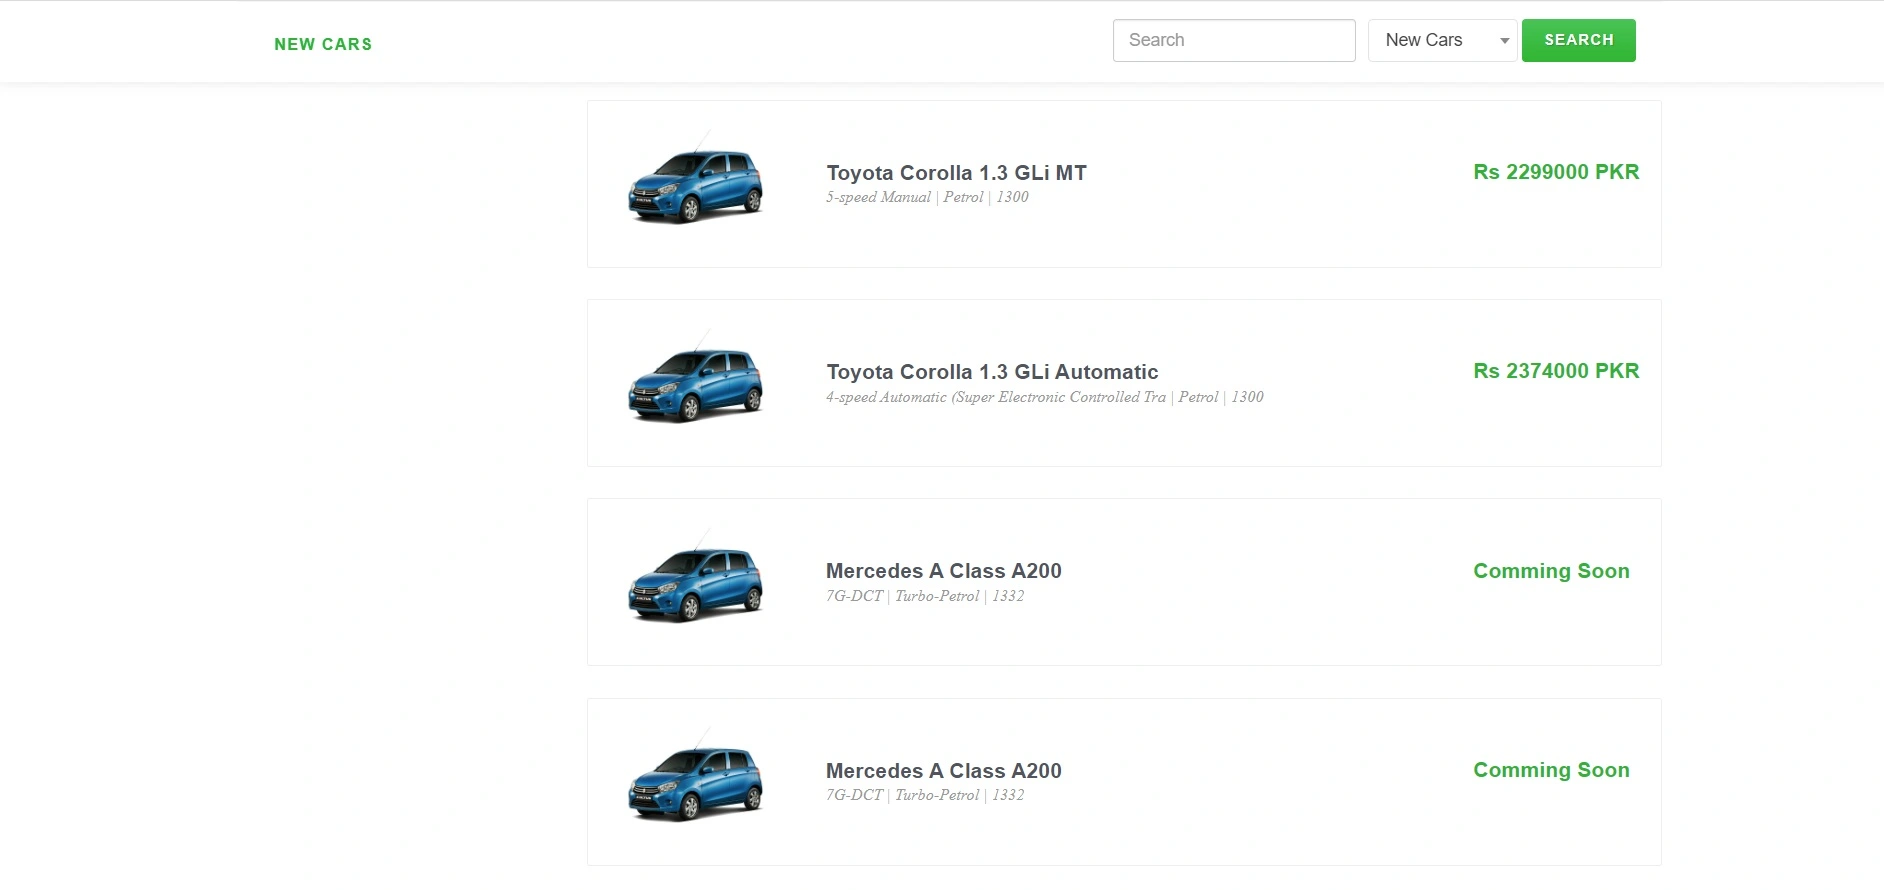 NEW CARS
Search
New Cars
SEARCH
Toyota Corolla 1.3 GLi MT
Rs 2299000 PKR
5-speed Manual | Petrol | 1300
Toyota Corolla 1.3 GLi Automatic
Rs 2374000 PKR
4-speed Automatic (Super Electronic Controlled Tra | Petrol | 1300
Mercedes A Class A200
Comming Soon
7G-DCT | Turbo-Petrol | 1332
Mercedes A Class A200
Comming Soon
7G-DCT | Turbo-Petrol | 1332